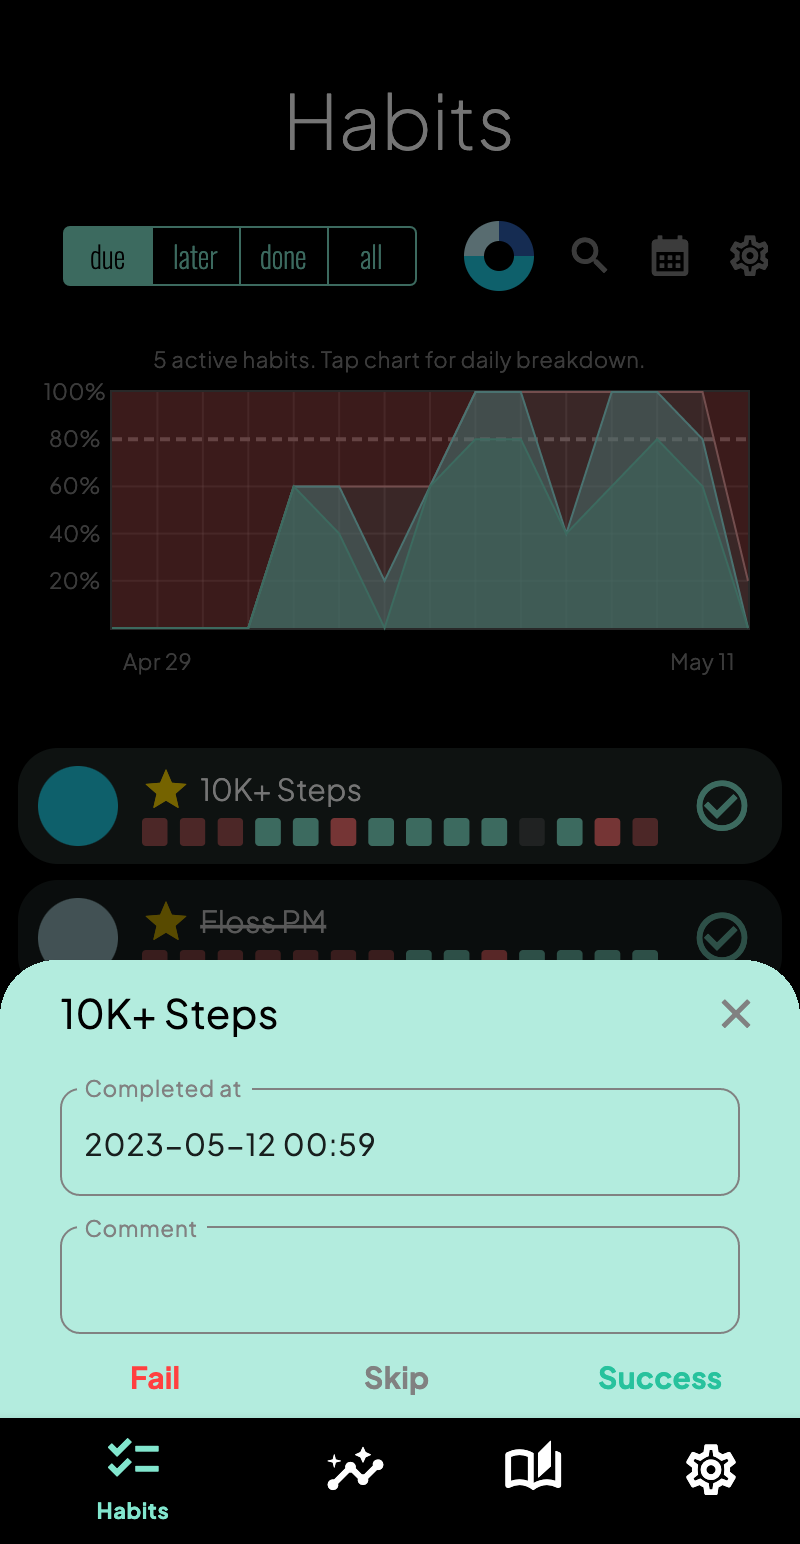 Habits
due later done all
5 active habits. Tap chart for daily breakdown.
100%
80%
60%
40%
20%
Apr 29 May 11
10K+ Steps
Floss PM
10K+ Steps
Completed at
2023-05-12 00:59
Comment
Fail Skip Success
Habits